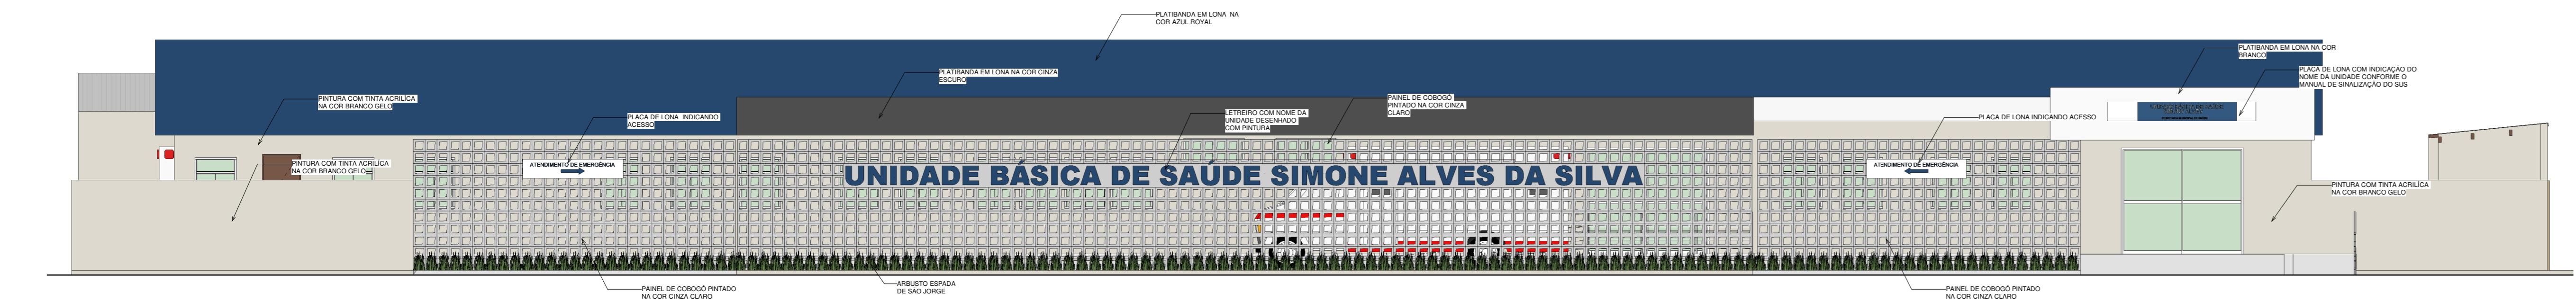 PLATIBANDA EM LONA NA
COR AZUL ROYAL
PLATIBANDA EM LONA NA COR
BRANCO
PLATIBANDA EM LONA NA COR CINZA
ESCURO
PLACA DE LONA COM INDICAÇÃO DO
NOME DA UNIDADE CONFORME O
MANUAL DE SINALIZAÇÃO DO SUS
PINTURA COM TINTA ACRILÍCA
NA COR BRANCO GELO
PAINEL DE COBOGÓ
PINTADO NA COR CINZA
CLARO
PLACA DE LONA INDICANDO
ACESSO
LETREIRO COM NOME DA
UNIDADE DESENHADO
COM PINTURA
PLACA DE LONA INDICANDO ACESSO
PINTURA COM TINTA ACRILÍCA
NA COR BRANCO GELO
ATENDIMENTO DE EMERGÊNCIA
UNIDADE BÁSICA DE SAÚDE SIMONE ALVES DA SILVA
ATENDIMENTO DE EMERGÊNCIA
PINTURA COM TINTA ACRILÍCA
NA COR BRANCO GELO
PAINEL DE COBOGÓ PINTADO
NA COR CINZA CLARO
ARBUSTO ESPADA
DE SÃO JORGE
PAINEL DE COBOGÓ PINTADO
NA COR CINZA CLARO